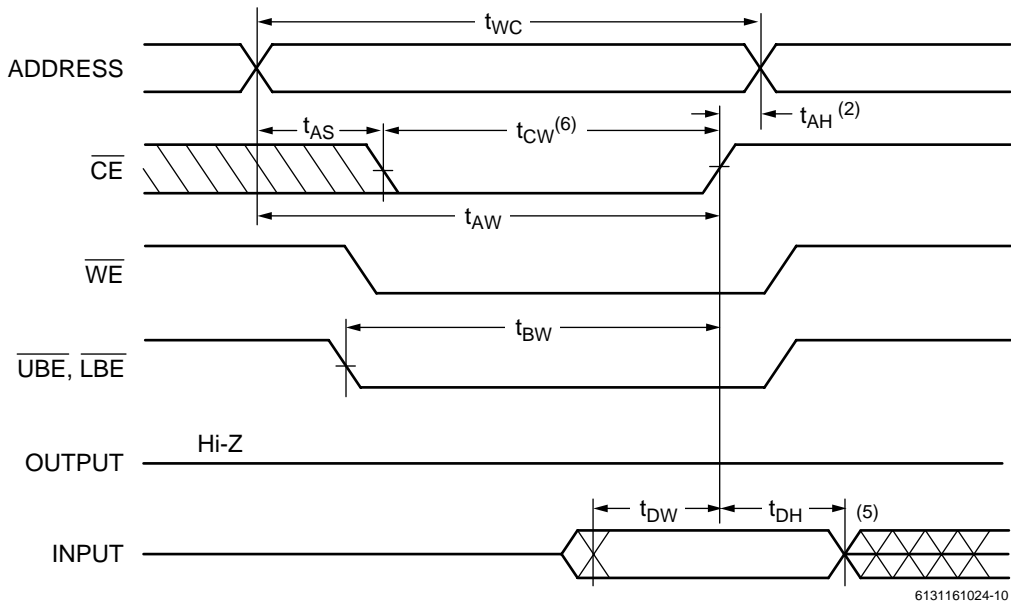 tWC
ADDRESS
tAS
tCW(6)
tAH (2)
CE
tAW
WE
tBW
UBE, LBE
Hi-Z
OUTPUT
tDW
tDH
(5)
INPUT
6131161024-10